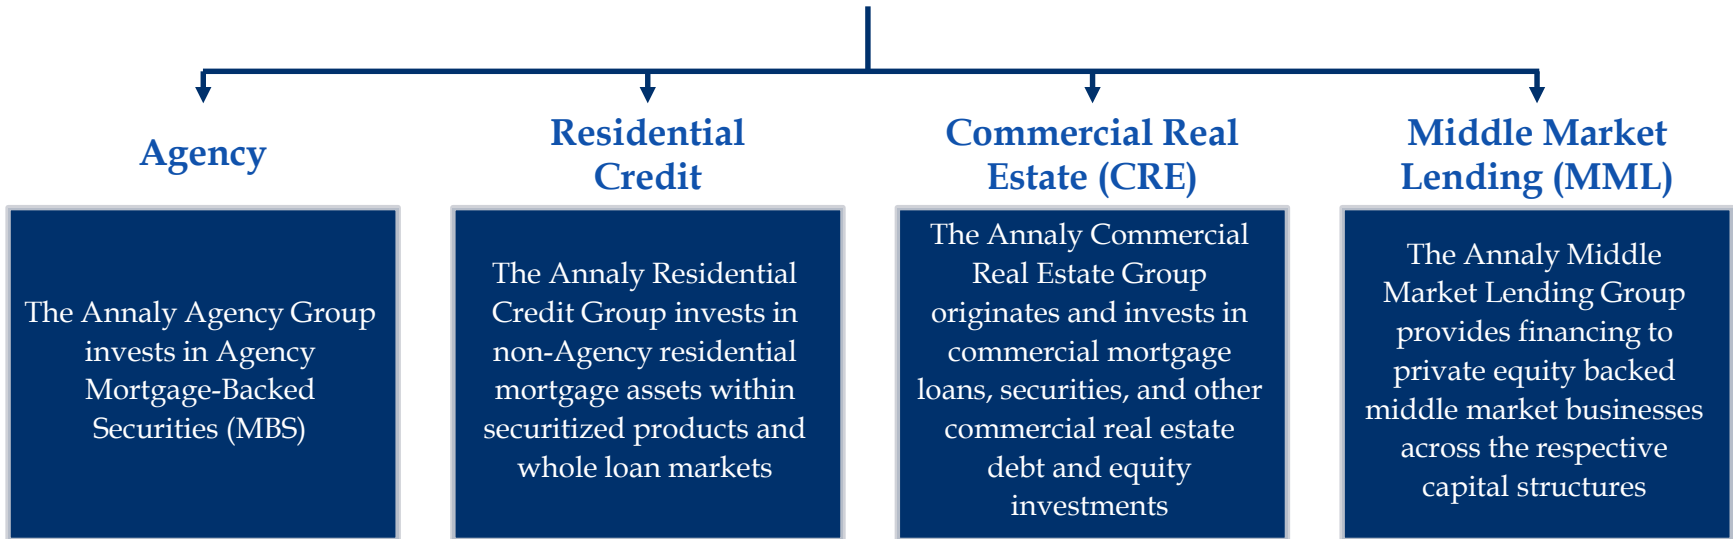 Agency
Residential
Credit
Commercial Real
Estate (CRE)
Middle Market
Lending (MML)
The Annaly Agency Group
invests in Agency
Mortgage-Backed
Securities (MBS)
The Annaly Residential
Credit Group invests in
non-Agency residential
mortgage assets within
securitized products and
whole loan markets
The Annaly Commercial
Real Estate Group
originates and invests in
commercial mortgage
loans, securities, and other
commercial real estate
debt and equity
investments
The Annaly Middle
Market Lending Group
provides financing to
private equity backed
middle market businesses
across the respective
capital structures